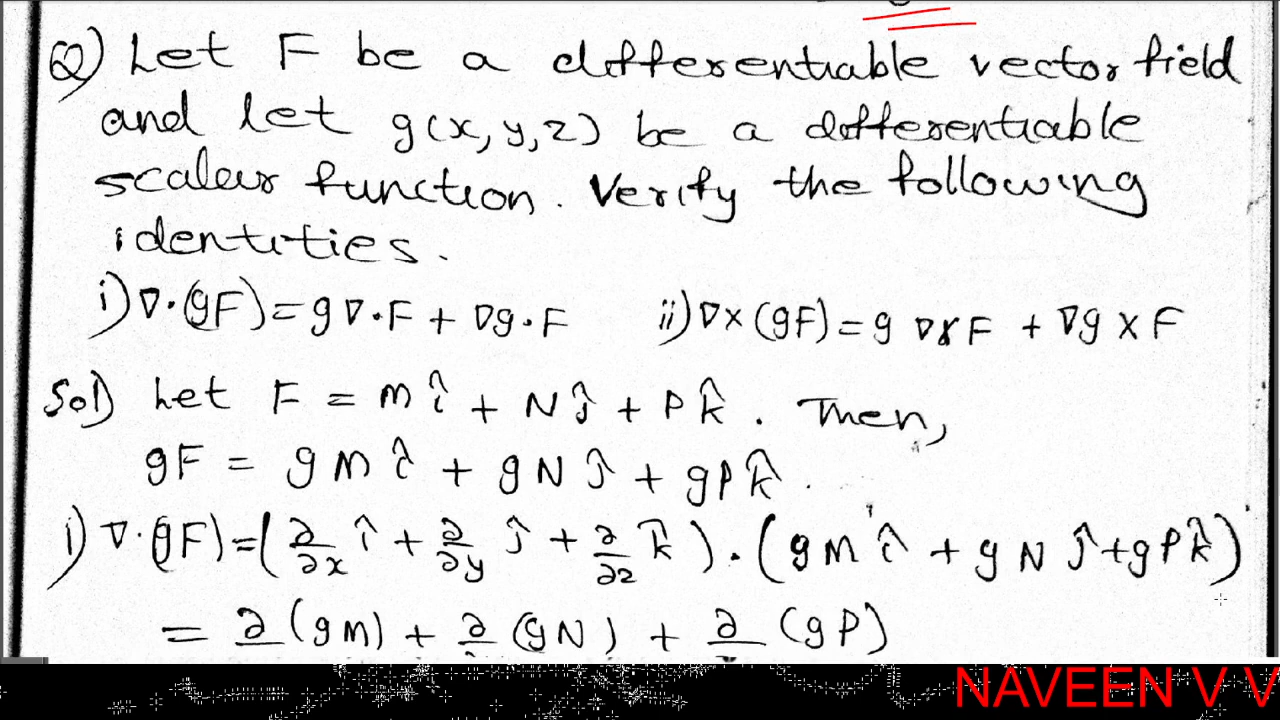 Q) Let F be a differentiable vector field
and let g(x, y, z) be a differentiable
scalar function. Verify the following
identities.
i) ∇·(gF) = g∇·F + ∇g·F ii) ∇×(gF) = g ∇×F + ∇g × F
Sol) Let F = Mî + Nĵ + Pk̂. Then,
gF = gMî + gNĵ + gPk̂.
i) ∇·(gF) = (∂/∂x î + ∂/∂y ĵ + ∂/∂z k̂)·(gMî + gNĵ + gPk̂)
= ∂ (gM) + ∂ (gN) + ∂ (gP)
NAVEEN V V